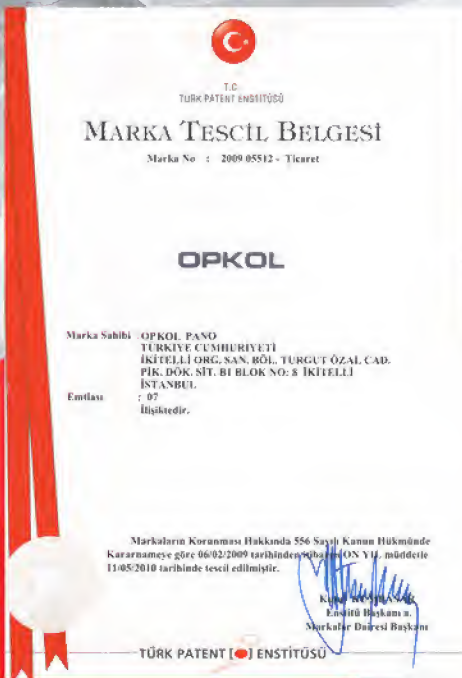 T.C.
TÜRK PATENT ENSTİTÜSÜ
MARKA TESCİL BELGESİ
Marka No : 2009 05512 - Ticaret
OPKOL
Marka Sahibi : OPKOL PANO
TÜRKİYE CUMHURİYETİ
İKİTELLİ ORG. SAN. BÖL. TURGUT ÖZAL CAD.
PİK. DÖK. SİT. B1 BLOK NO: 8 İKİTELLİ
İSTANBUL
Emtiası : 07
İlişiktedir.
Markaların Korunması Hakkında 556 Sayılı Kanun Hükmünde
Kararnameye göre 06/02/2009 tarihinden itibaren ON YIL müddetle
11/05/2010 tarihinde tescil edilmiştir.
Enstitü Başkanı a.
Markalar Dairesi Başkanı
TÜRK PATENT [ ] ENSTİTÜSÜ